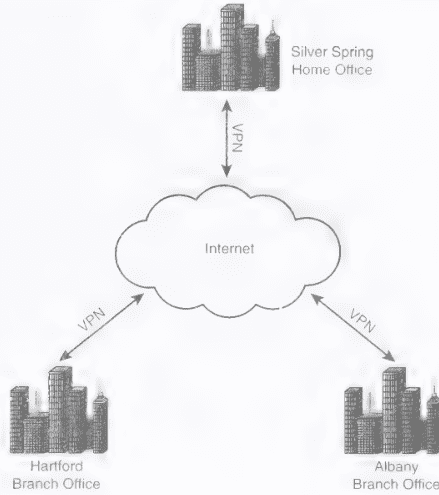 Silver Spring
Home Office
VPN
Internet
VPN
VPN
Hartford
Branch Office
Albany
Branch Office